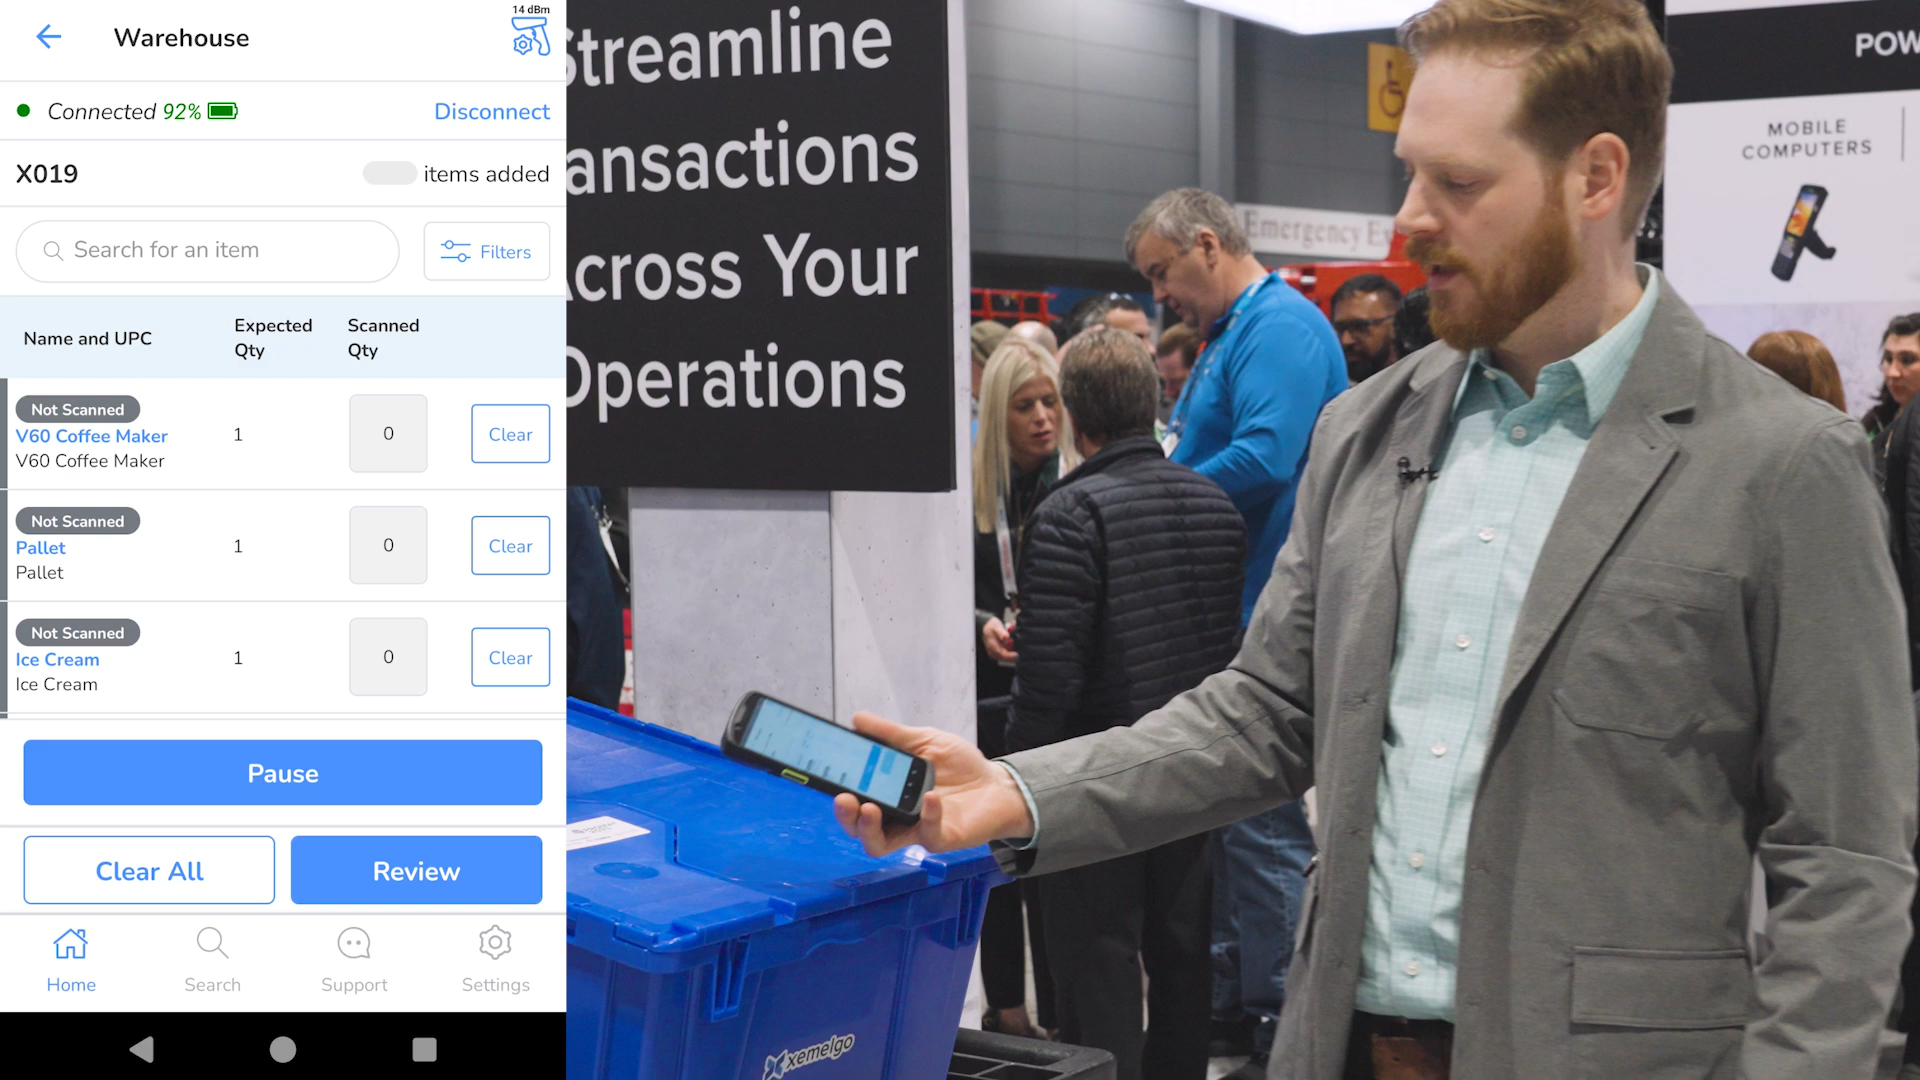 14 dBm
Warehouse
Connected 92%
Disconnect
X019
items added
Search for an item
Filters
Name and UPC
Expected Qty
Scanned Qty
Not Scanned
V60 Coffee Maker
V60 Coffee Maker
1
0
Clear
Not Scanned
Pallet
Pallet
1
0
Clear
Not Scanned
Ice Cream
Ice Cream
1
0
Clear
Pause
Clear All
Review
Home
Search
Support
Settings
Streamline
ansactions
Across Your
Operations
Emergency Ex
POW
MOBILE
COMPUTERS
xemelgo